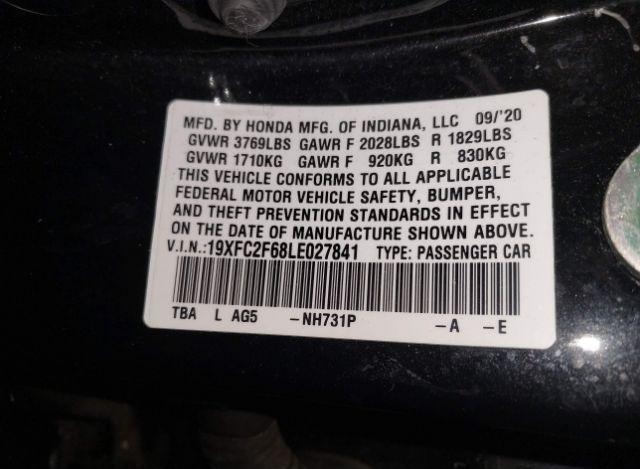 MFD. BY HONDA MFG. OF INDIANA, LLC 09/'20
GVWR 3769LBS GAWR F 2028LBS R 1829LBS
GVWR 1710KG GAWR F 920KG R 830KG
THIS VEHICLE CONFORMS TO ALL APPLICABLE
FEDERAL MOTOR VEHICLE SAFETY, BUMPER,
AND THEFT PREVENTION STANDARDS IN EFFECT
ON THE DATE OF MANUFACTURE SHOWN ABOVE.
V.I.N.:19XFC2F68LE027841 TYPE: PASSENGER CAR
TBA L AG5 -NH731P -A -E